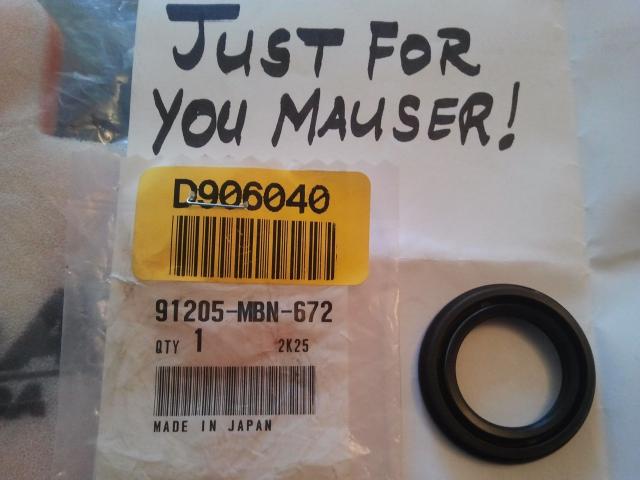 JUST FOR
YOU MAUSER!
D906040
91205-MBN-672
QTY 1 2K25
MADE IN JAPAN